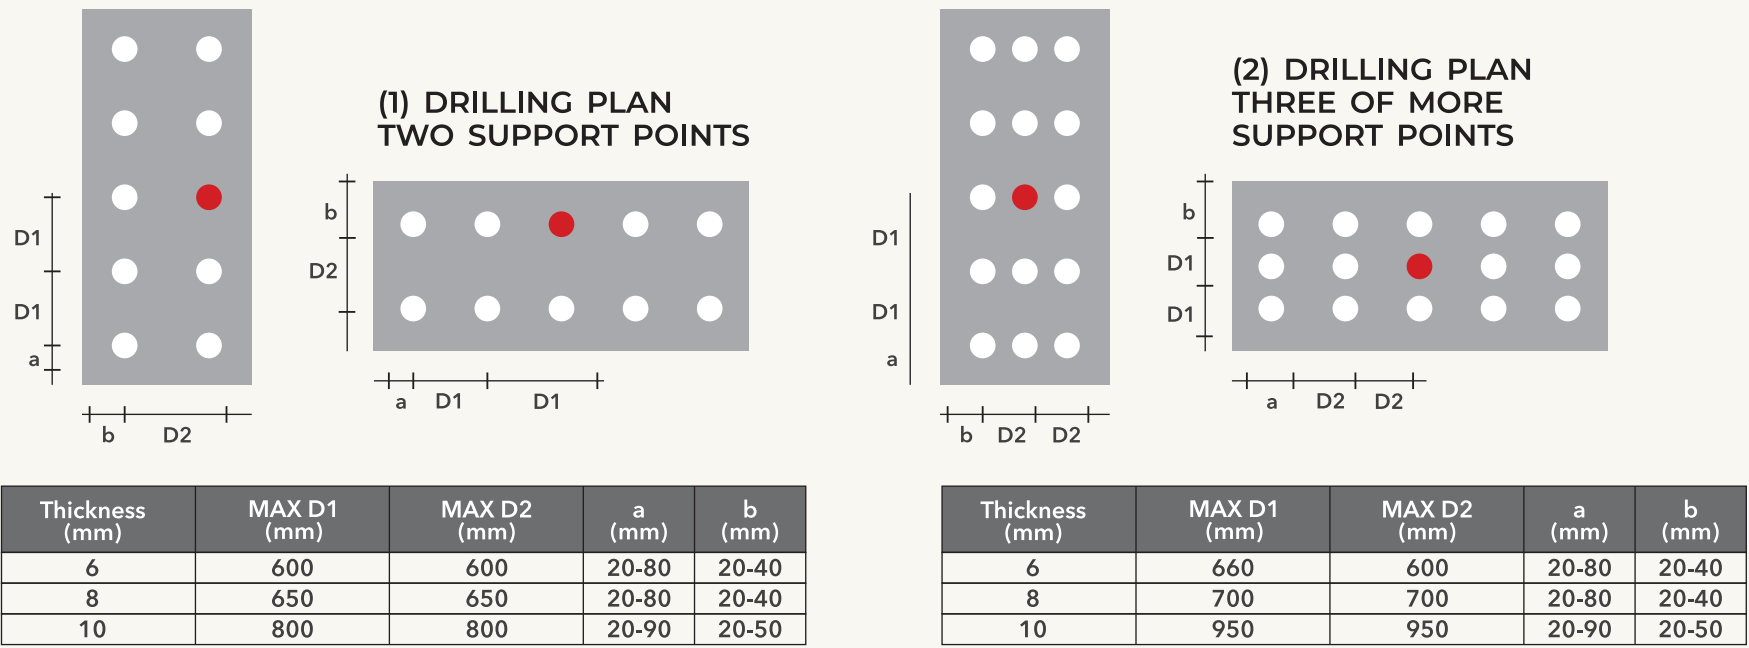 (1) DRILLING PLAN
TWO SUPPORT POINTS
D1
D1
a
b
D2
b
D2
a
D1
D1
Thickness (mm) MAX D1 (mm) MAX D2 (mm) a (mm) b (mm)
6 600 600 20-80 20-40
8 650 650 20-80 20-40
10 800 800 20-90 20-50
(2) DRILLING PLAN
THREE OF MORE
SUPPORT POINTS
D1
D1
a
b
D2
D2
b
D1
D1
a
D2
D2
Thickness (mm) MAX D1 (mm) MAX D2 (mm) a (mm) b (mm)
6 660 600 20-80 20-40
8 700 700 20-80 20-40
10 950 950 20-90 20-50